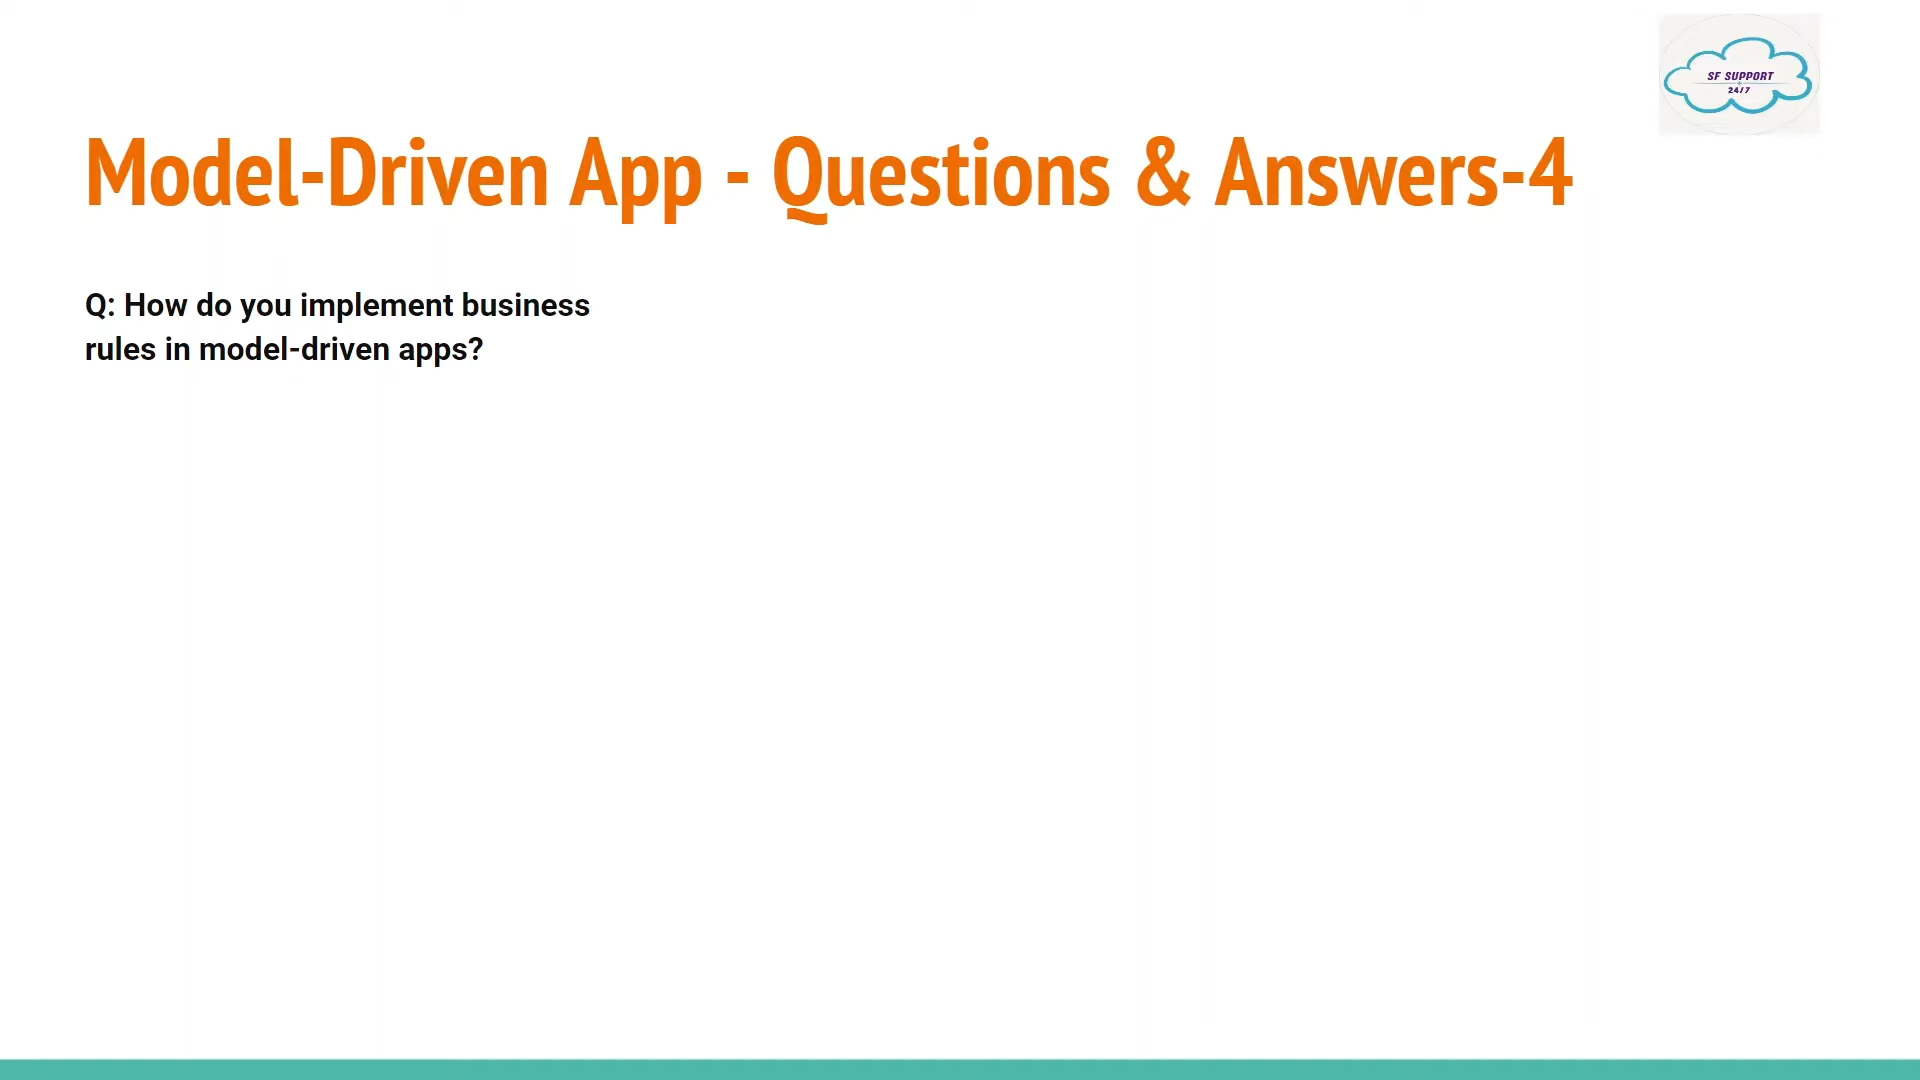 SF SUPPORT
24/7
Model-Driven App - Questions & Answers-4
Q: How do you implement business
rules in model-driven apps?